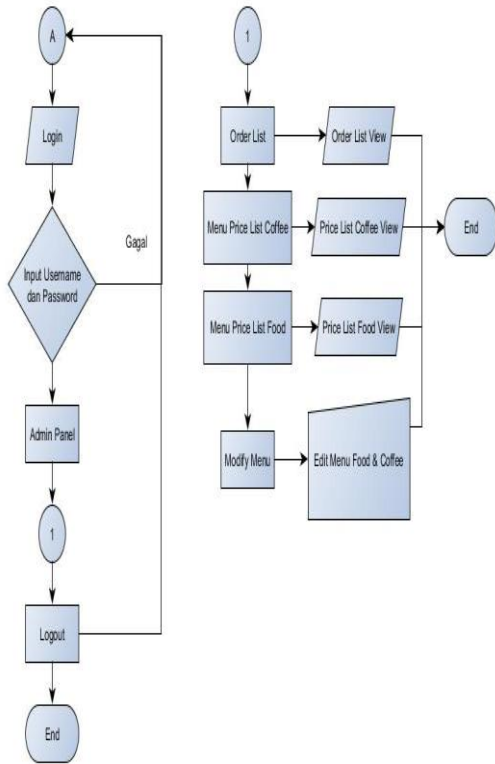 A
Login
Gagal
Input Username
dan Password
Admin Panel
1
Logout
End
1
Order List
Order List View
Menu Price List Coffee
Price List Coffee View
End
Menu Price List Food
Price List Food View
Modify Menu
Edit Menu Food & Coffee